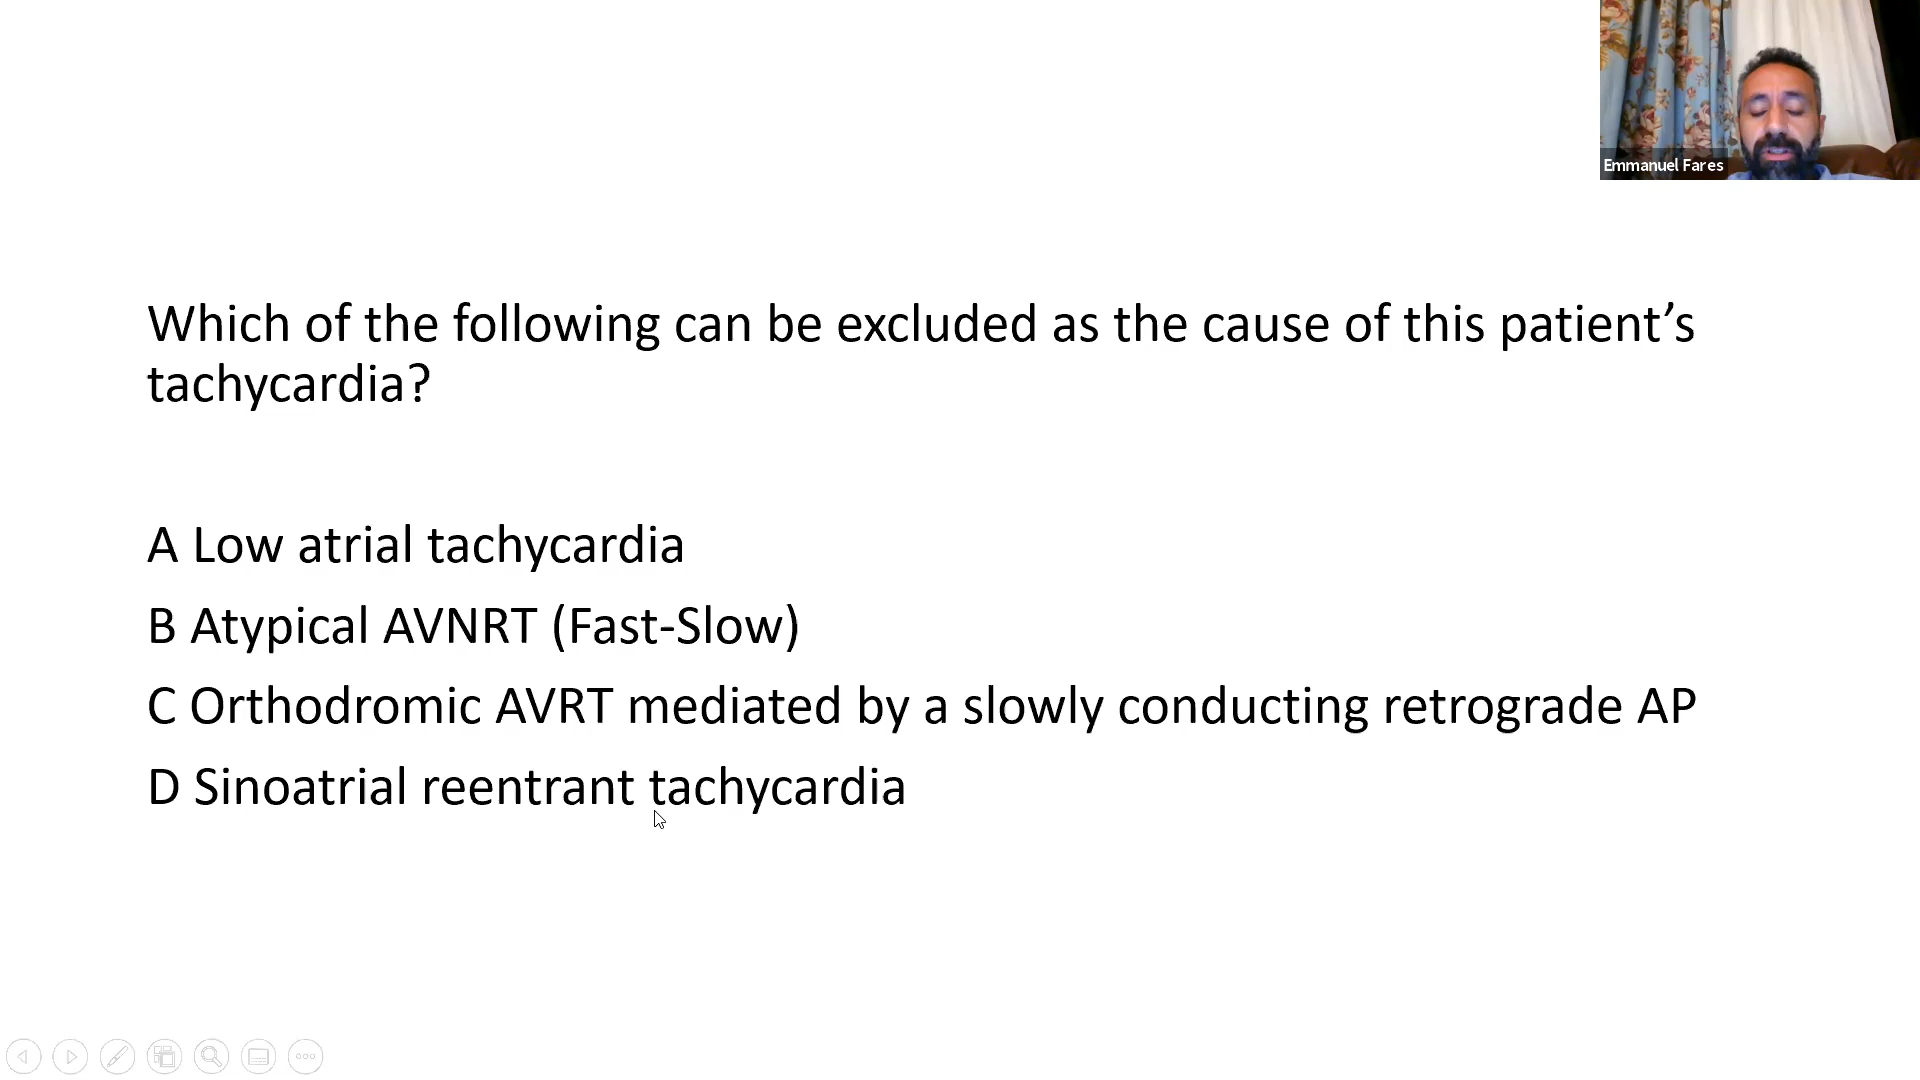 Emmanuel Fares
Which of the following can be excluded as the cause of this patient’s
tachycardia?
A Low atrial tachycardia
B Atypical AVNRT (Fast-Slow)
C Orthodromic AVRT mediated by a slowly conducting retrograde AP
D Sinoatrial reentrant tachycardia